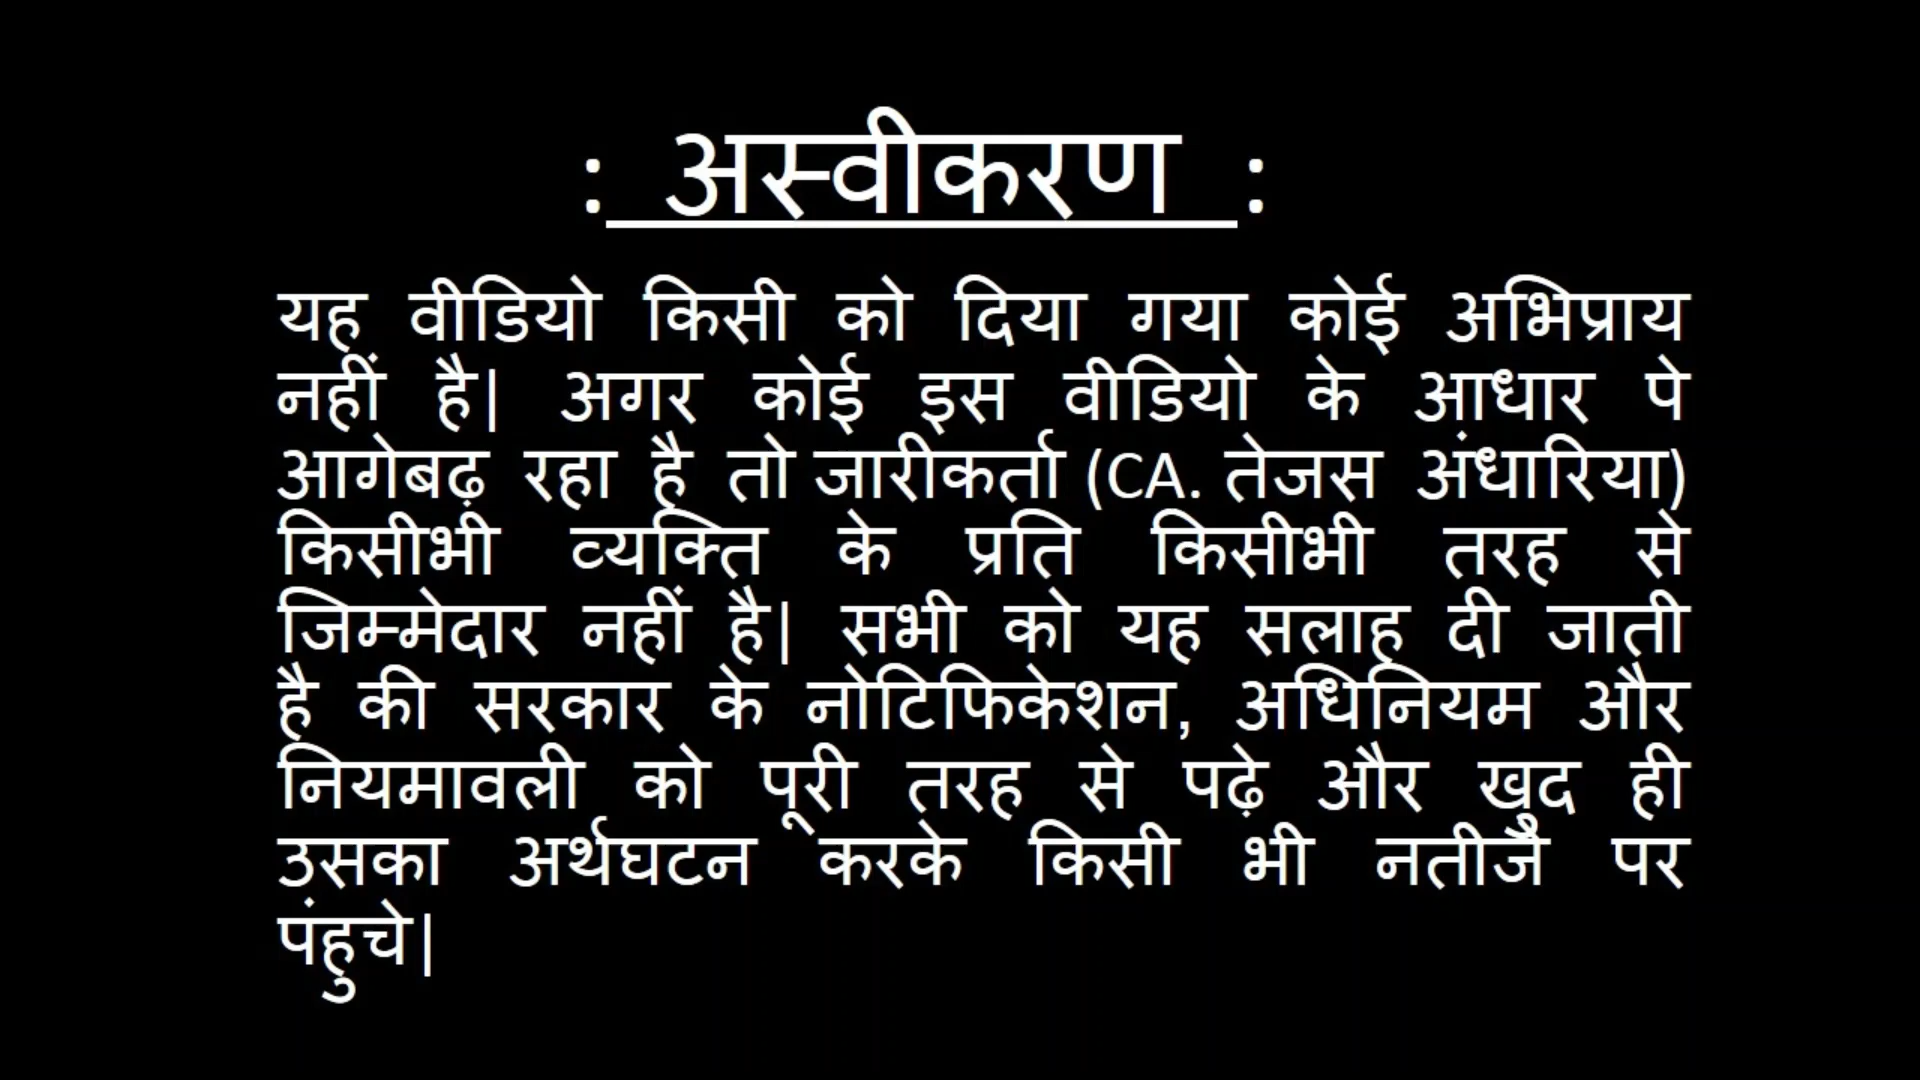 : अस्वीकरण :
यह वीडियो किसी को दिया गया कोई अभिप्राय
नहीं है| अगर कोई इस वीडियो के आधार पे
आगेबढ़ रहा है तो जारीकर्ता (CA. तेजस अंधारिया)
किसीभी व्यक्ति के प्रति किसीभी तरह से
जिम्मेदार नहीं है| सभी को यह सलाह दी जाती
है की सरकार के नोटिफिकेशन, अधिनियम और
नियमावली को पूरी तरह से पढ़े और खुद ही
उसका अर्थघटन करके किसी भी नतीजे पर
पंहुचे|